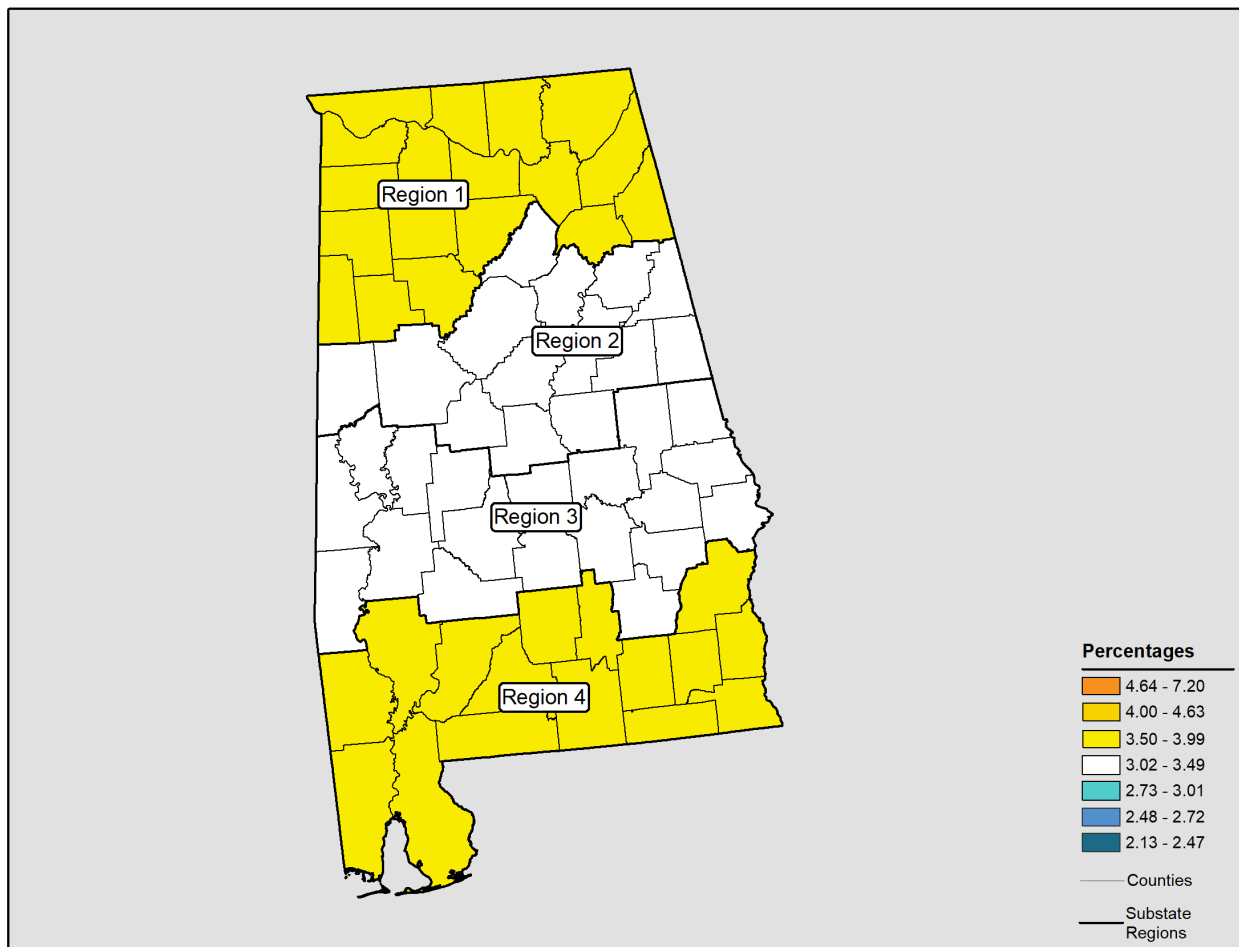 Region 1
Region 2
Region 3
Region 4
Percentages
4.64 - 7.20
4.00 - 4.63
3.50 - 3.99
3.02 - 3.49
2.73 - 3.01
2.48 - 2.72
2.13 - 2.47
Counties
Substate
Regions